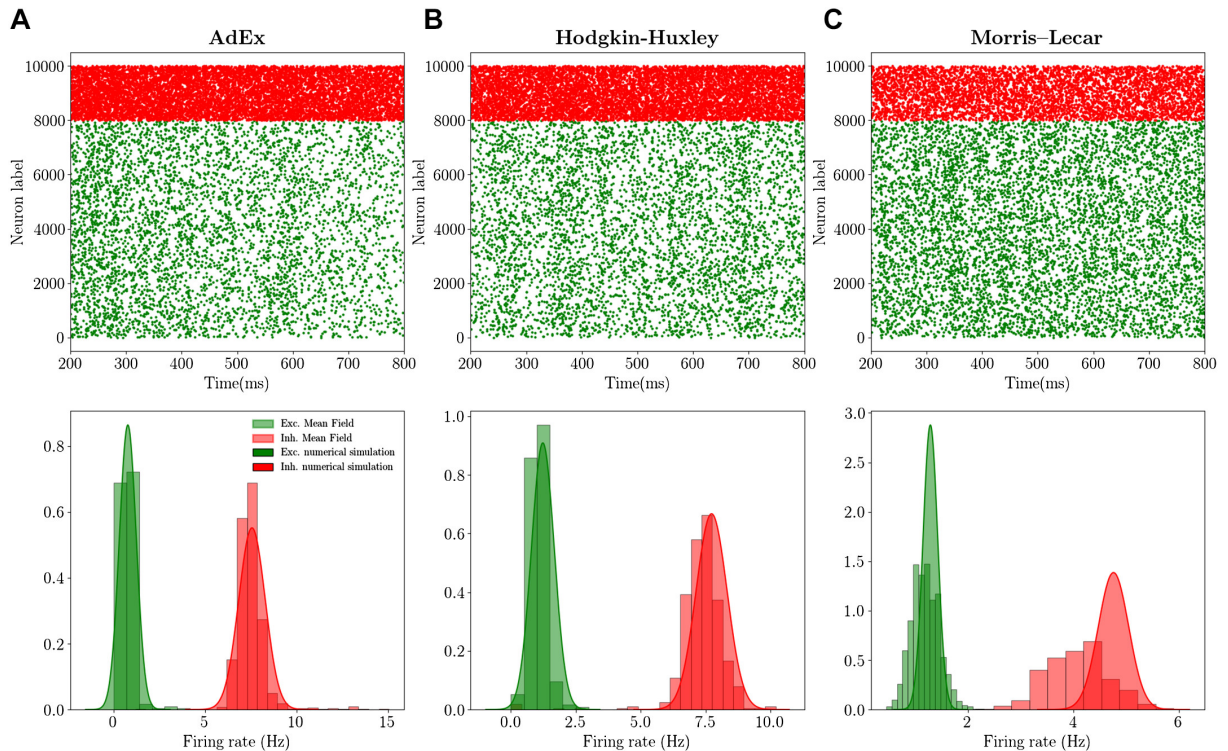 A
B
C
AdEx
Hodgkin-Huxley
Morris–Lecar
Neuron label
10000
8000
6000
4000
2000
0
200 300 400 500 600 700 800
Time(ms)
Neuron label
10000
8000
6000
4000
2000
0
200 300 400 500 600 700 800
Time(ms)
Neuron label
10000
8000
6000
4000
2000
0
200 300 400 500 600 700 800
Time(ms)
0.8
0.6
0.4
0.2
0.0
Exc. Mean Field
Inh. Mean Field
Exc. numerical simulation
Inh. numerical simulation
0 5 10 15
Firing rate (Hz)
1.0
0.8
0.6
0.4
0.2
0.0
0.0 2.5 5.0 7.5 10.0
Firing rate (Hz)
3.0
2.5
2.0
1.5
1.0
0.5
0.0
2 4 6
Firing rate (Hz)